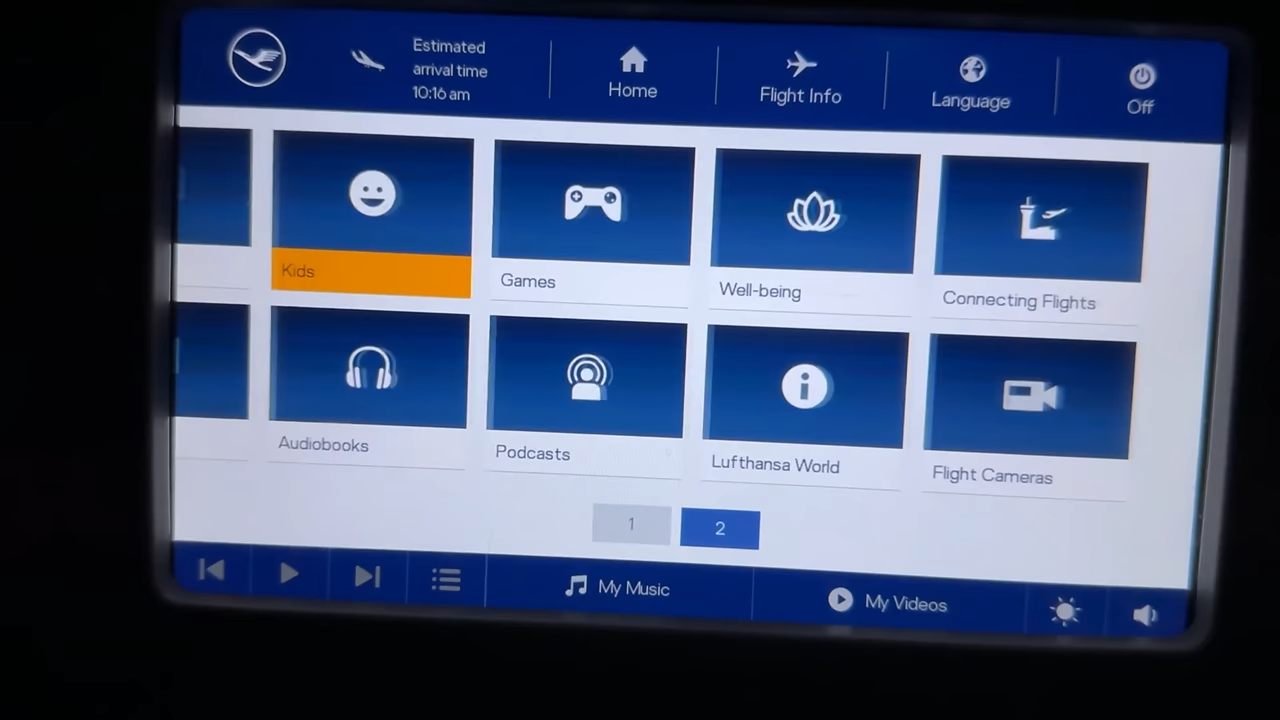 Estimated
arrival time
10:16 am
Home
Flight Info
Language
Off
Kids
Games
Well-being
Connecting Flights
Audiobooks
Podcasts
Lufthansa World
Flight Cameras
1
2
My Music
My Videos